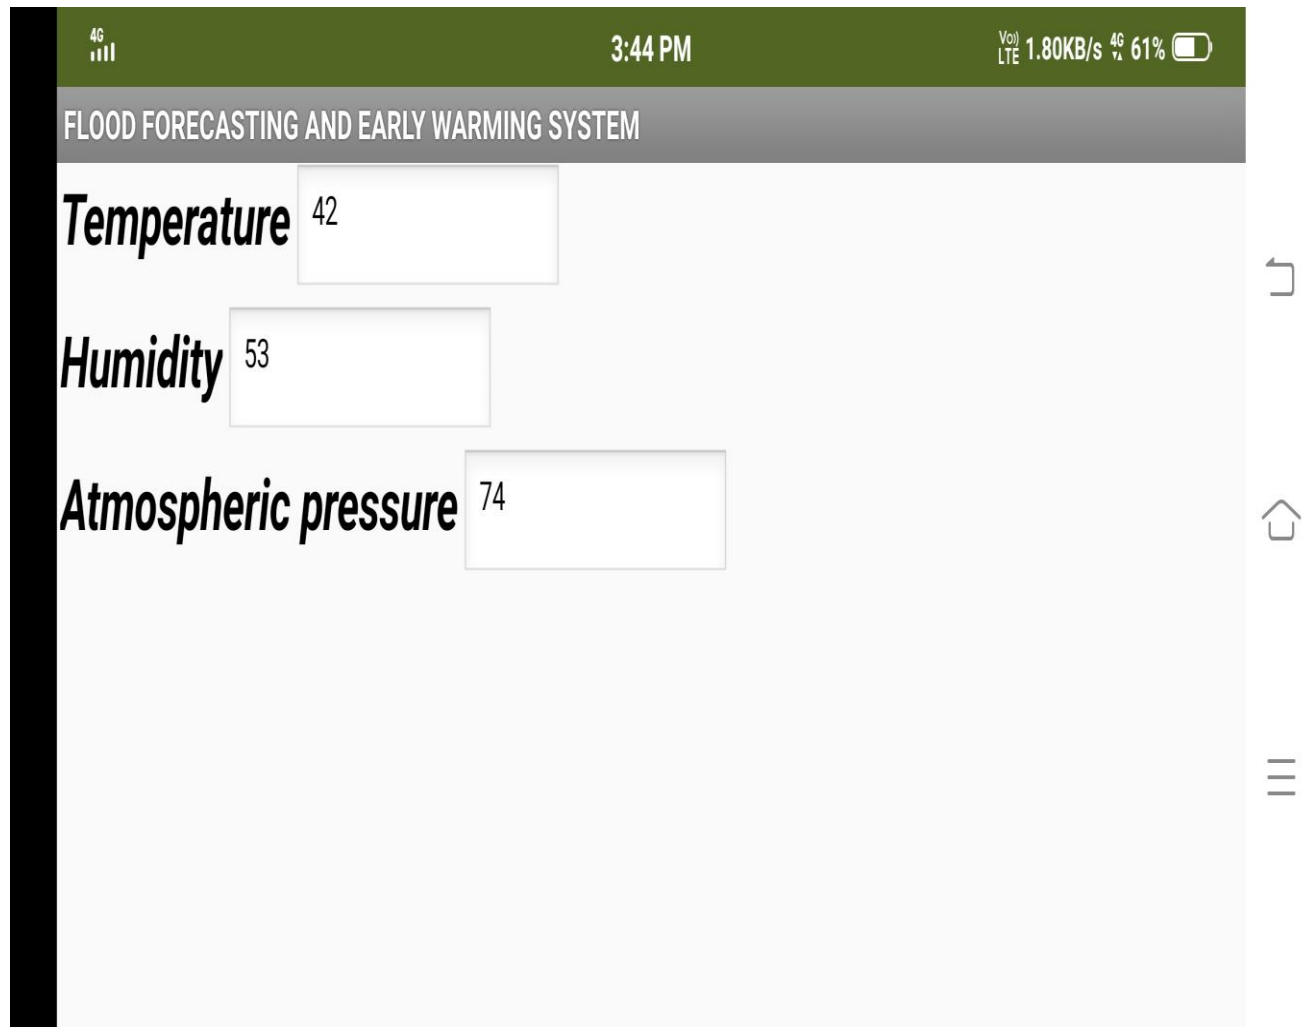 4G 3:44 PM Vo)) LTE 1.80KB/s 4G 61%
FLOOD FORECASTING AND EARLY WARMING SYSTEM
Temperature 42
Humidity 53
Atmospheric pressure 74